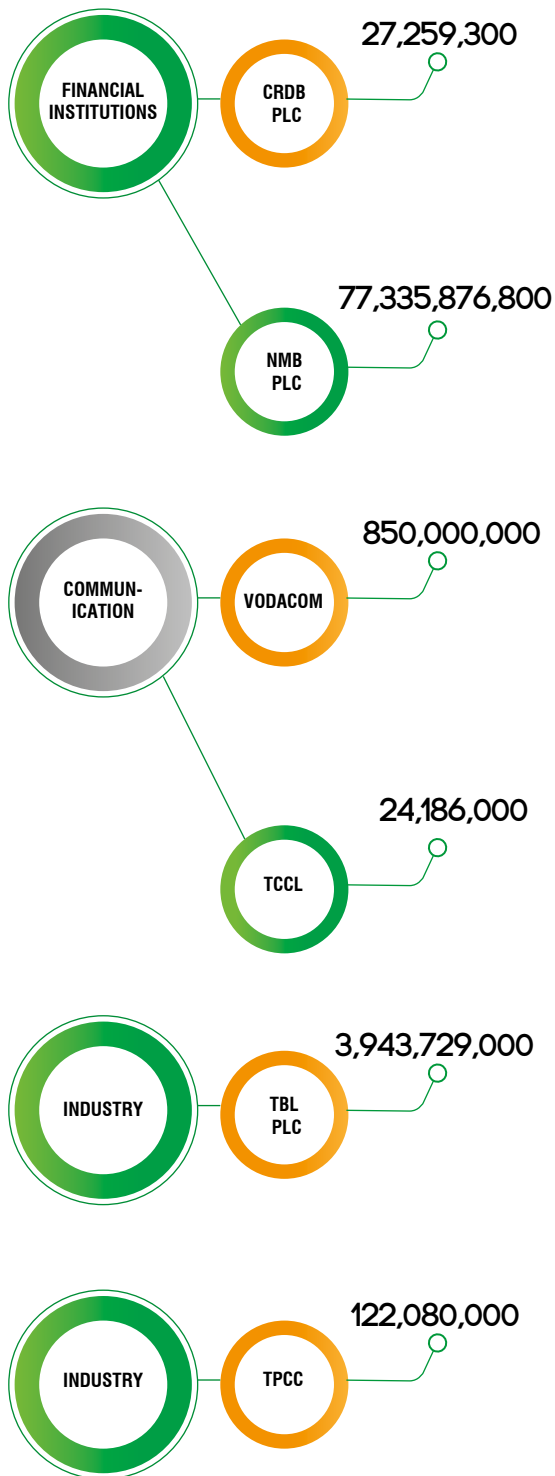 27,259,300
FINANCIAL
INSTITUTIONS
CRDB
PLC
77,335,876,800
NMB
PLC
850,000,000
COMMUN-
ICATION
VODACOM
24,186,000
TCCL
3,943,729,000
INDUSTRY
TBL
PLC
122,080,000
INDUSTRY
TPCC